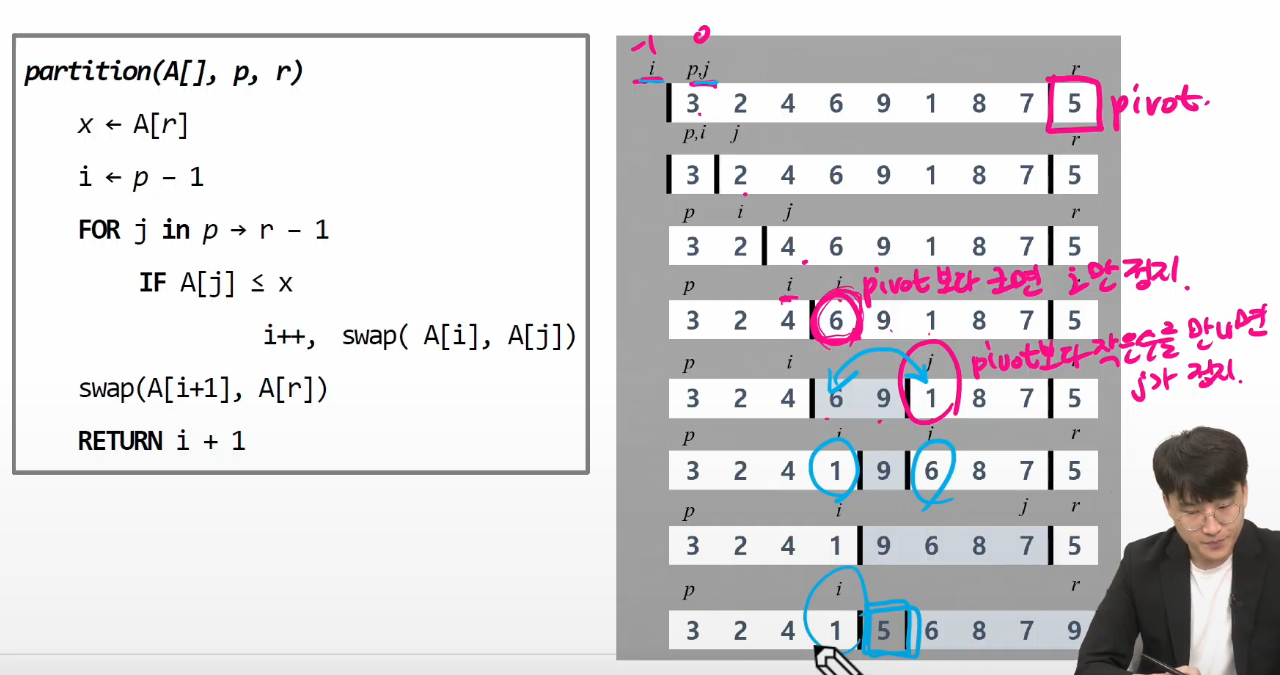 partition(A[], p, r)
x ← A[r]
i ← p – 1
FOR j in p → r – 1
IF A[j] ≤ x
i++, swap( A[i], A[j])
swap(A[i+1], A[r])
RETURN i + 1
-1 0
i p,j r
3 2 4 6 9 1 8 7 5 pivot.
p,i j r
3 2 4 6 9 1 8 7 5
p i j r
3 2 4 6 9 1 8 7 5
pivot보다 크면 i만 정지.
p i j
3 2 4 6 9 1 8 7 5
pivot보다 작은수를 만나면
j가 정지.
p i j
3 2 4 6 9 1 8 7 5
p i j r
3 2 4 1 9 6 8 7 5
p i j r
3 2 4 1 9 6 8 7 5
p i r
3 2 4 1 5 6 8 7 9